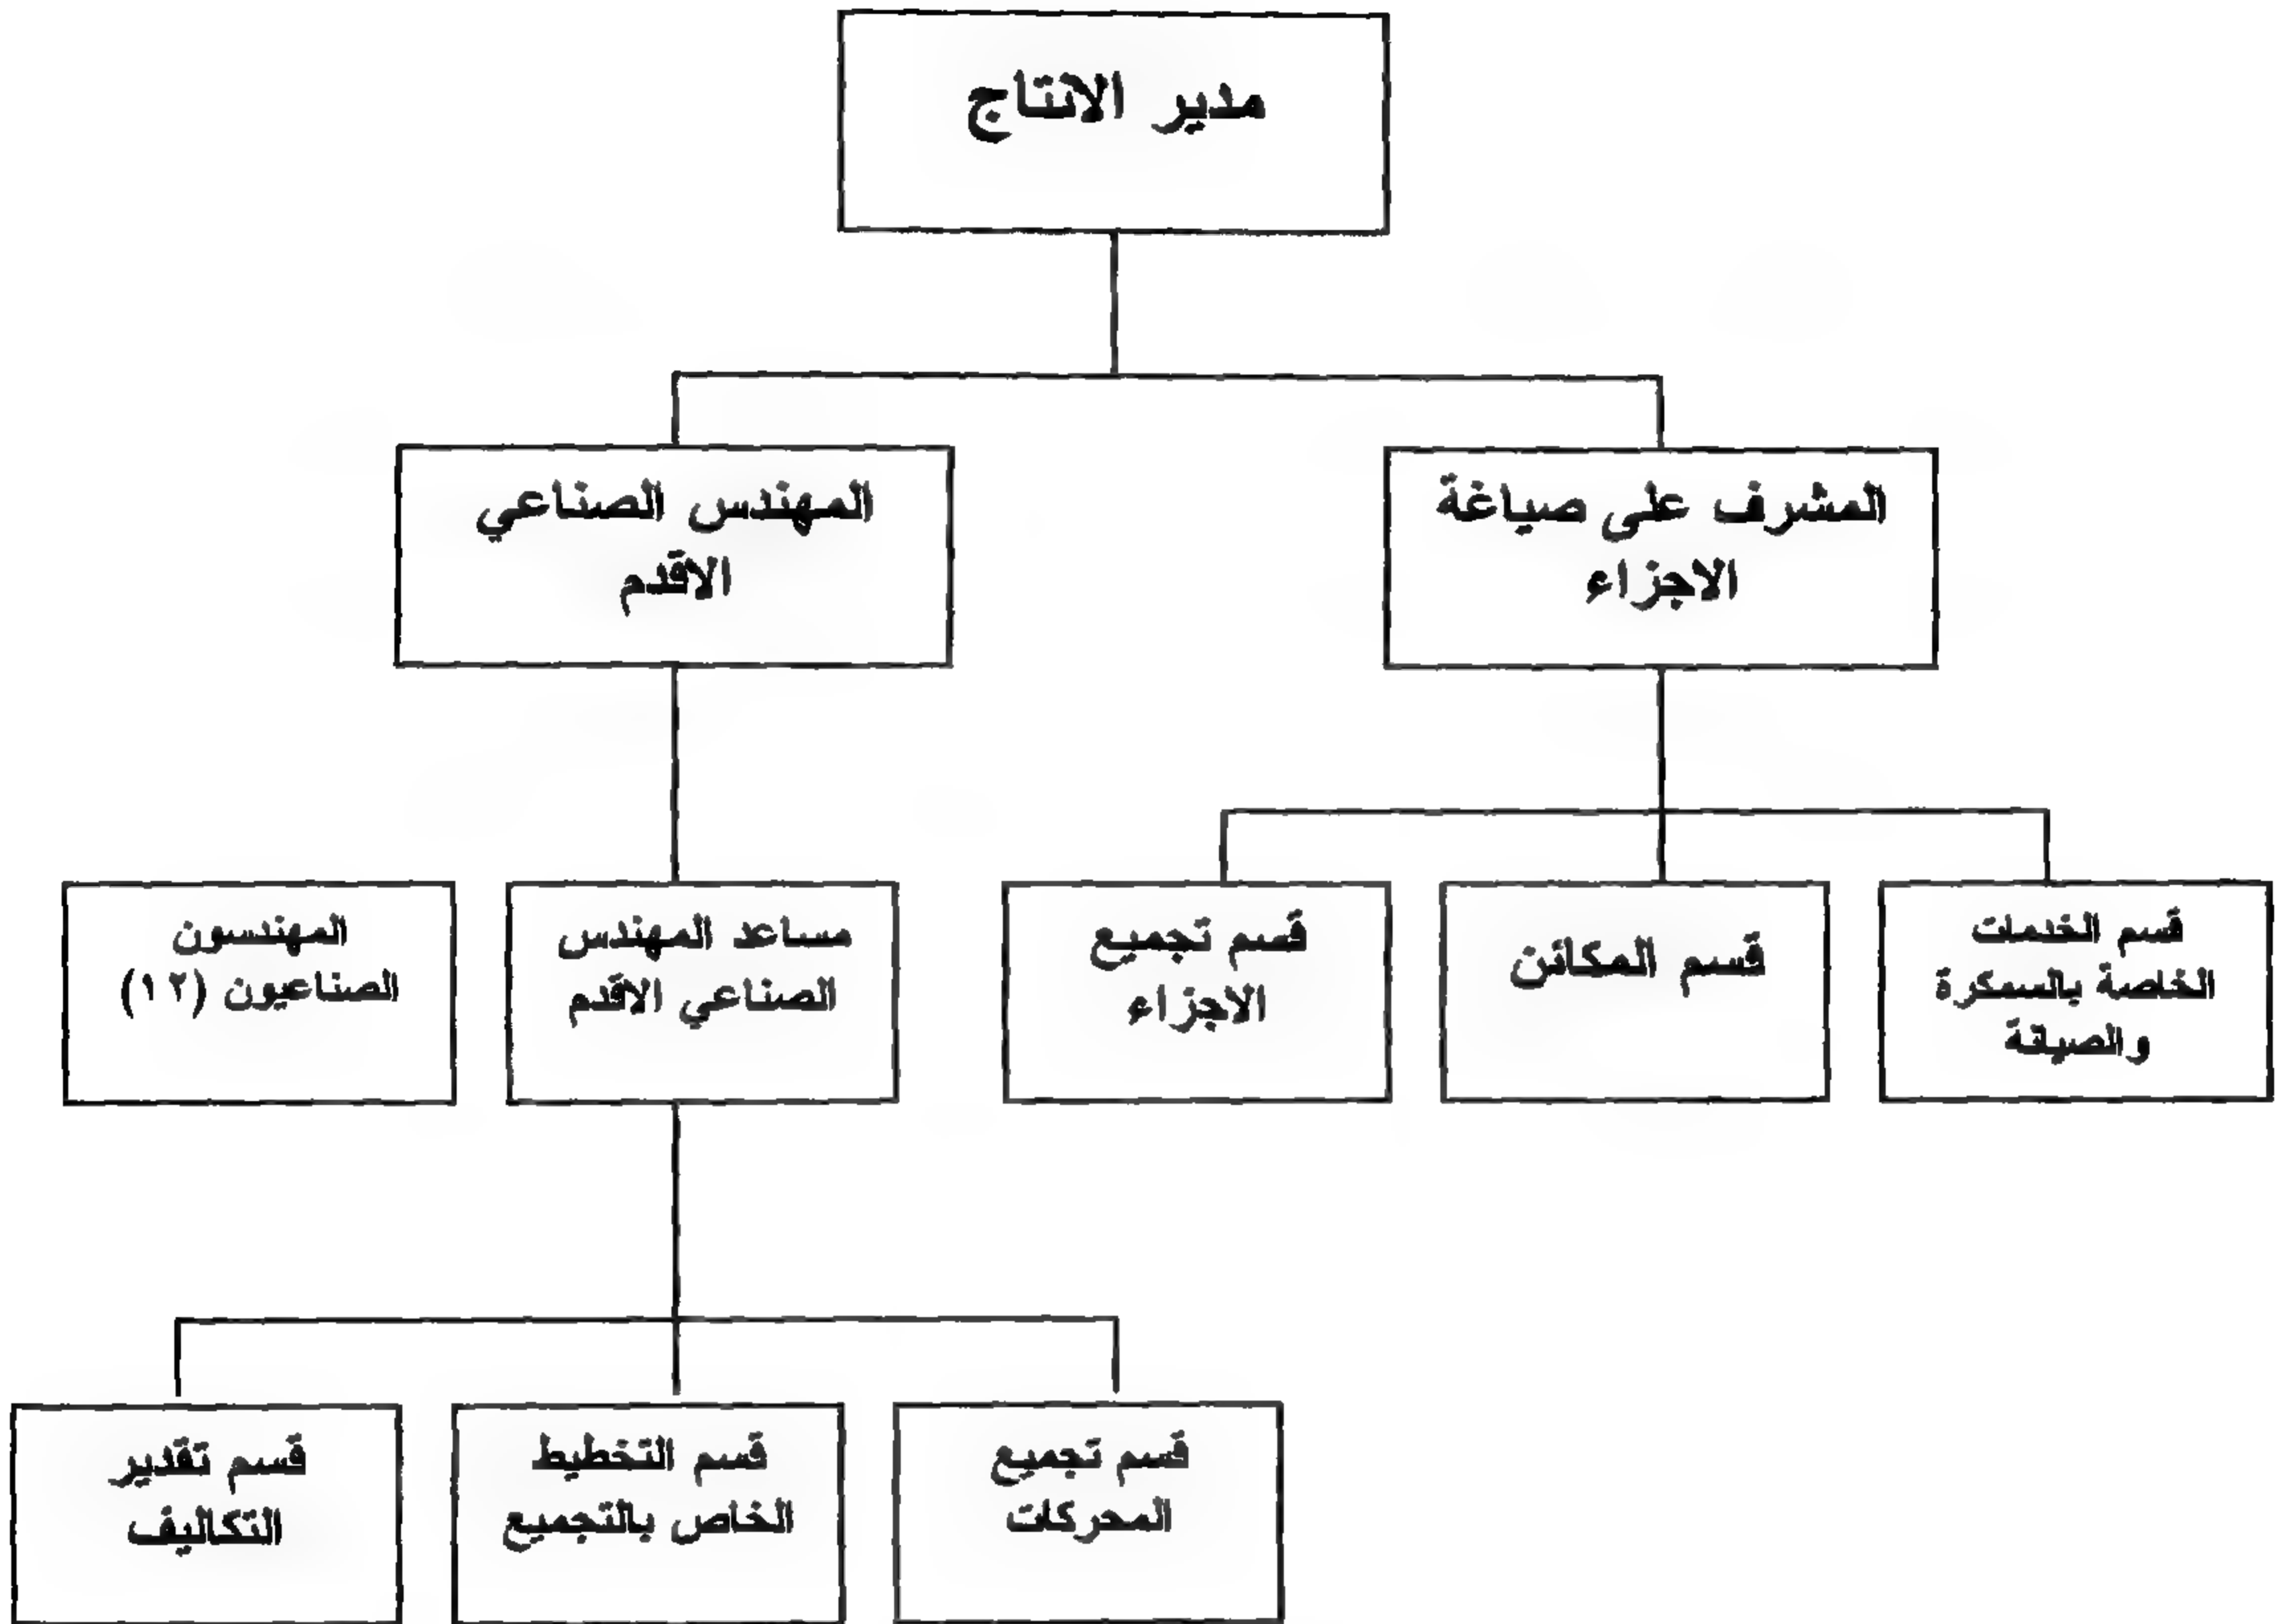 مدير الانتاج
المشرف على صياغة
الاجزاء
المهندس الصناعي
الاقدم
قسم الخدمات
الخاصة بالسمكرة
والصيانة
قسم المكائن
قسم تجميع
الاجزاء
مساعد المهندس
الصناعي الاقدم
المهندسون
الصناعيون (١٢)
قسم تجميع
المحركات
قسم التخطيط
الخاص بالتجميع
قسم تقدير
التكاليف